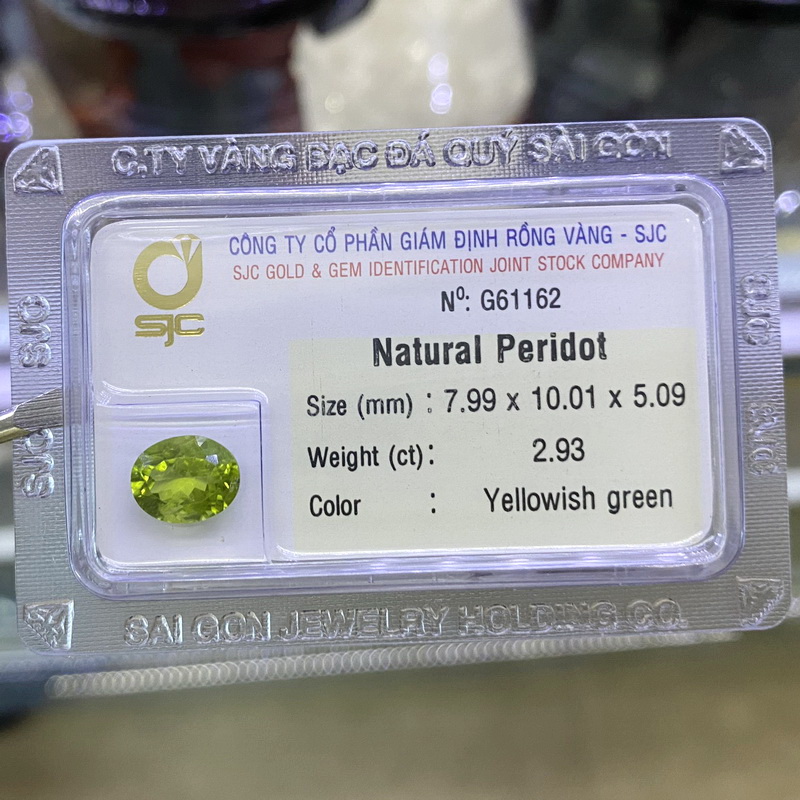 C.TY VÀNG BẠC ĐÁ QUÝ SÀI GÒN
CÔNG TY CỔ PHẦN GIÁM ĐỊNH RỒNG VÀNG - SJC
SJC GOLD & GEM IDENTIFICATION JOINT STOCK COMPANY
Nº: G61162
SJC
Natural Peridot
Size (mm) : 7.99 x 10.01 x 5.09
Weight (ct): 2.93
Color : Yellowish green
SJC
SJC
SJC
SJC
SAI GON JEWELRY HOLDING CO.